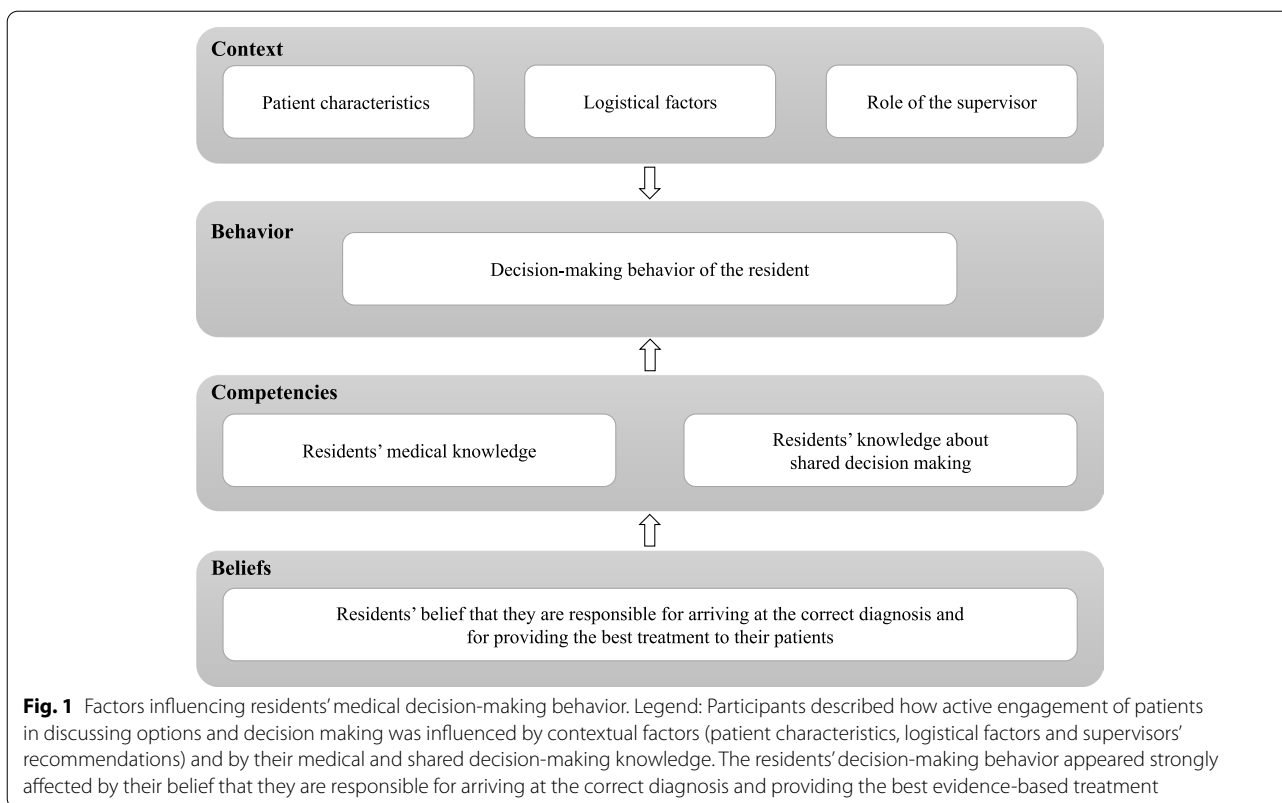 Context
Patient characteristics
Logistical factors
Role of the supervisor
Behavior
Decision-making behavior of the resident
Competencies
Residents’ medical knowledge
Residents’ knowledge about
shared decision making
Beliefs
Residents’ belief that they are responsible for arriving at the correct diagnosis and
for providing the best treatment to their patients
Fig. 1 Factors influencing residents’ medical decision-making behavior. Legend: Participants described how active engagement of patients
in discussing options and decision making was influenced by contextual factors (patient characteristics, logistical factors and supervisors’
recommendations) and by their medical and shared decision-making knowledge. The residents’ decision-making behavior appeared strongly
affected by their belief that they are responsible for arriving at the correct diagnosis and providing the best evidence-based treatment